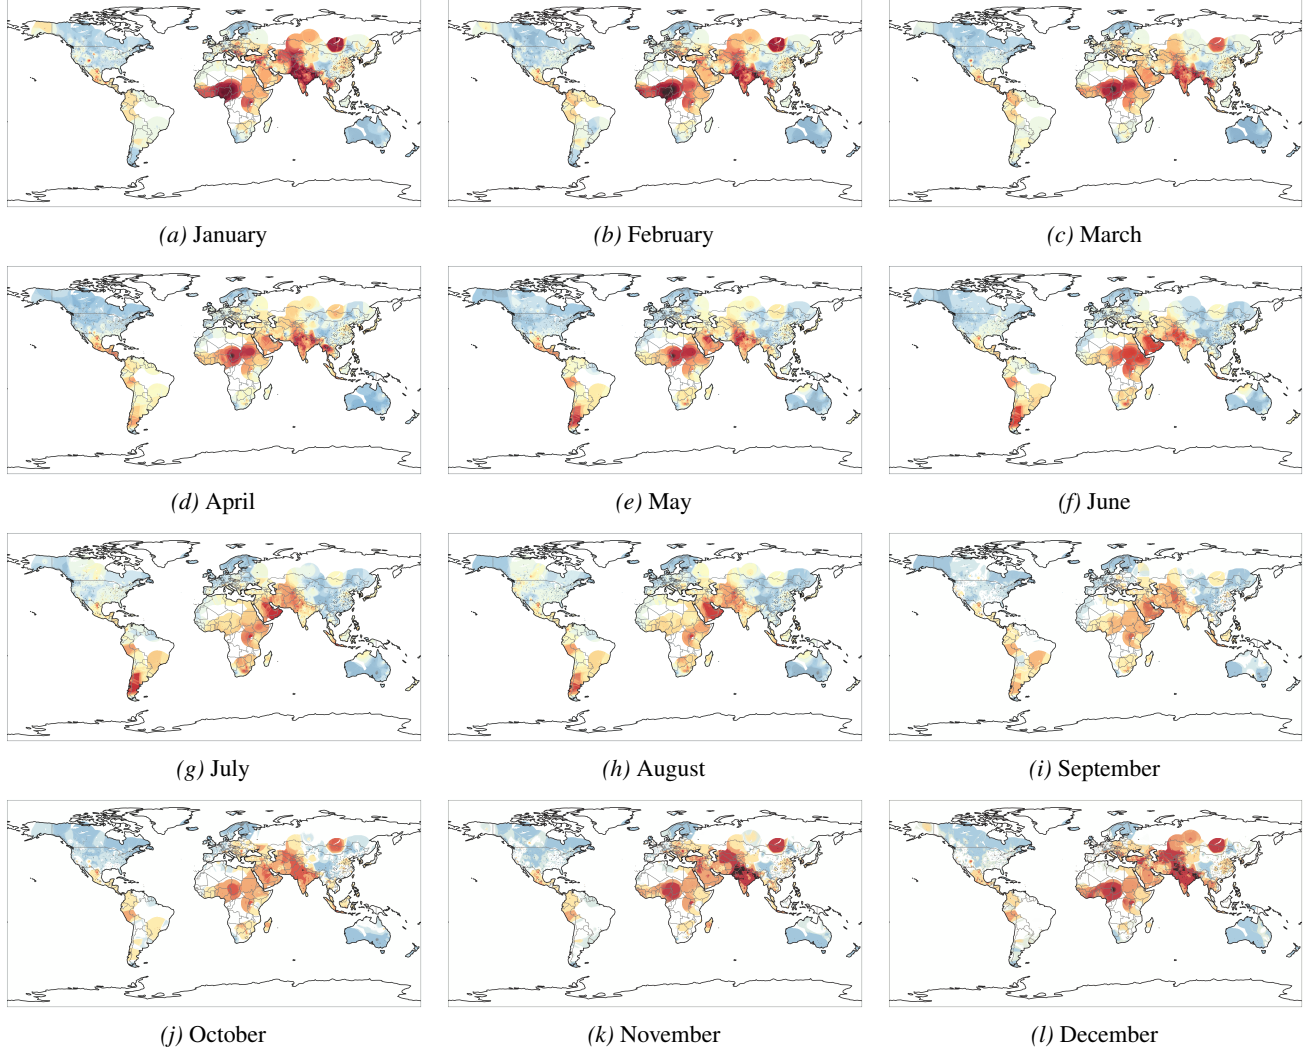 (a) January
(b) February
(c) March
(d) April
(e) May
(f) June
(g) July
(h) August
(i) September
(j) October
(k) November
(l) December